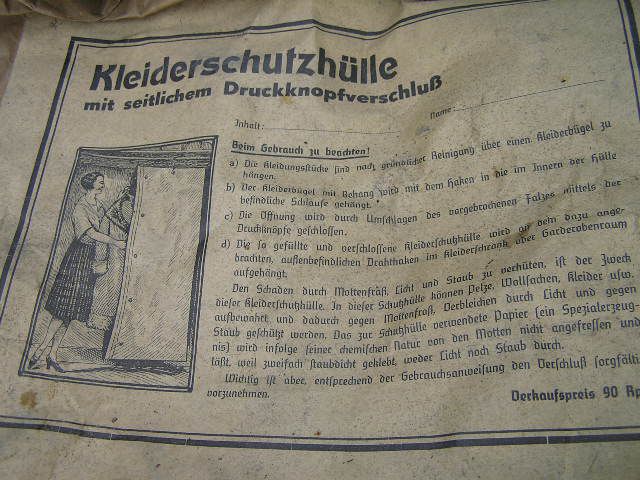 Kleiderschutzhülle
mit seitlichem Druckknopfverschluß
Inhalt: Name:
Beim Gebrauch zu beachten!
a) Die Kleidungsstücke sind nach gründlicher Reinigung über einen Kleiderbügel zu
hängen.
b) Der Kleiderbügel mit Behang wird mit dem Haken in die im Innern der Hülle
befindliche Schlaufe gehängt.
c) Die Öffnung wird durch Umschlagen des vorgebrochenen Falzes mittels der
Druckknöpfe geschlossen.
d) Die so gefüllte und verschlossene Kleiderschutzhülle wird an dem dazu ange-
brachten, außenbefindlichen Drahthaken im Kleiderschrank oder Garderobenraum
aufgehängt.
Den Schaden durch Mottenfraß, Licht und Staub zu verhüten, ist der Zweck
dieser Kleiderschutzhülle. In dieser Schutzhülle können Pelze, Wollsachen, Kleider usw.
aufbewahrt, und dadurch gegen Mottenfraß, Verbleichen durch Licht und gegen
Staub geschützt werden. Das zur Schutzhülle verwendete Papier (ein Spezialerzeug-
nis) wird infolge seiner chemischen Natur von den Motten nicht angefressen und
läßt, weil zweifach staubdicht geklebt, weder Licht noch Staub durch.
Wichtig ist aber, entsprechend der Gebrauchsanweisung den Verschluß sorgfältig
vorzunehmen.
Verkaufspreis 90 Rp